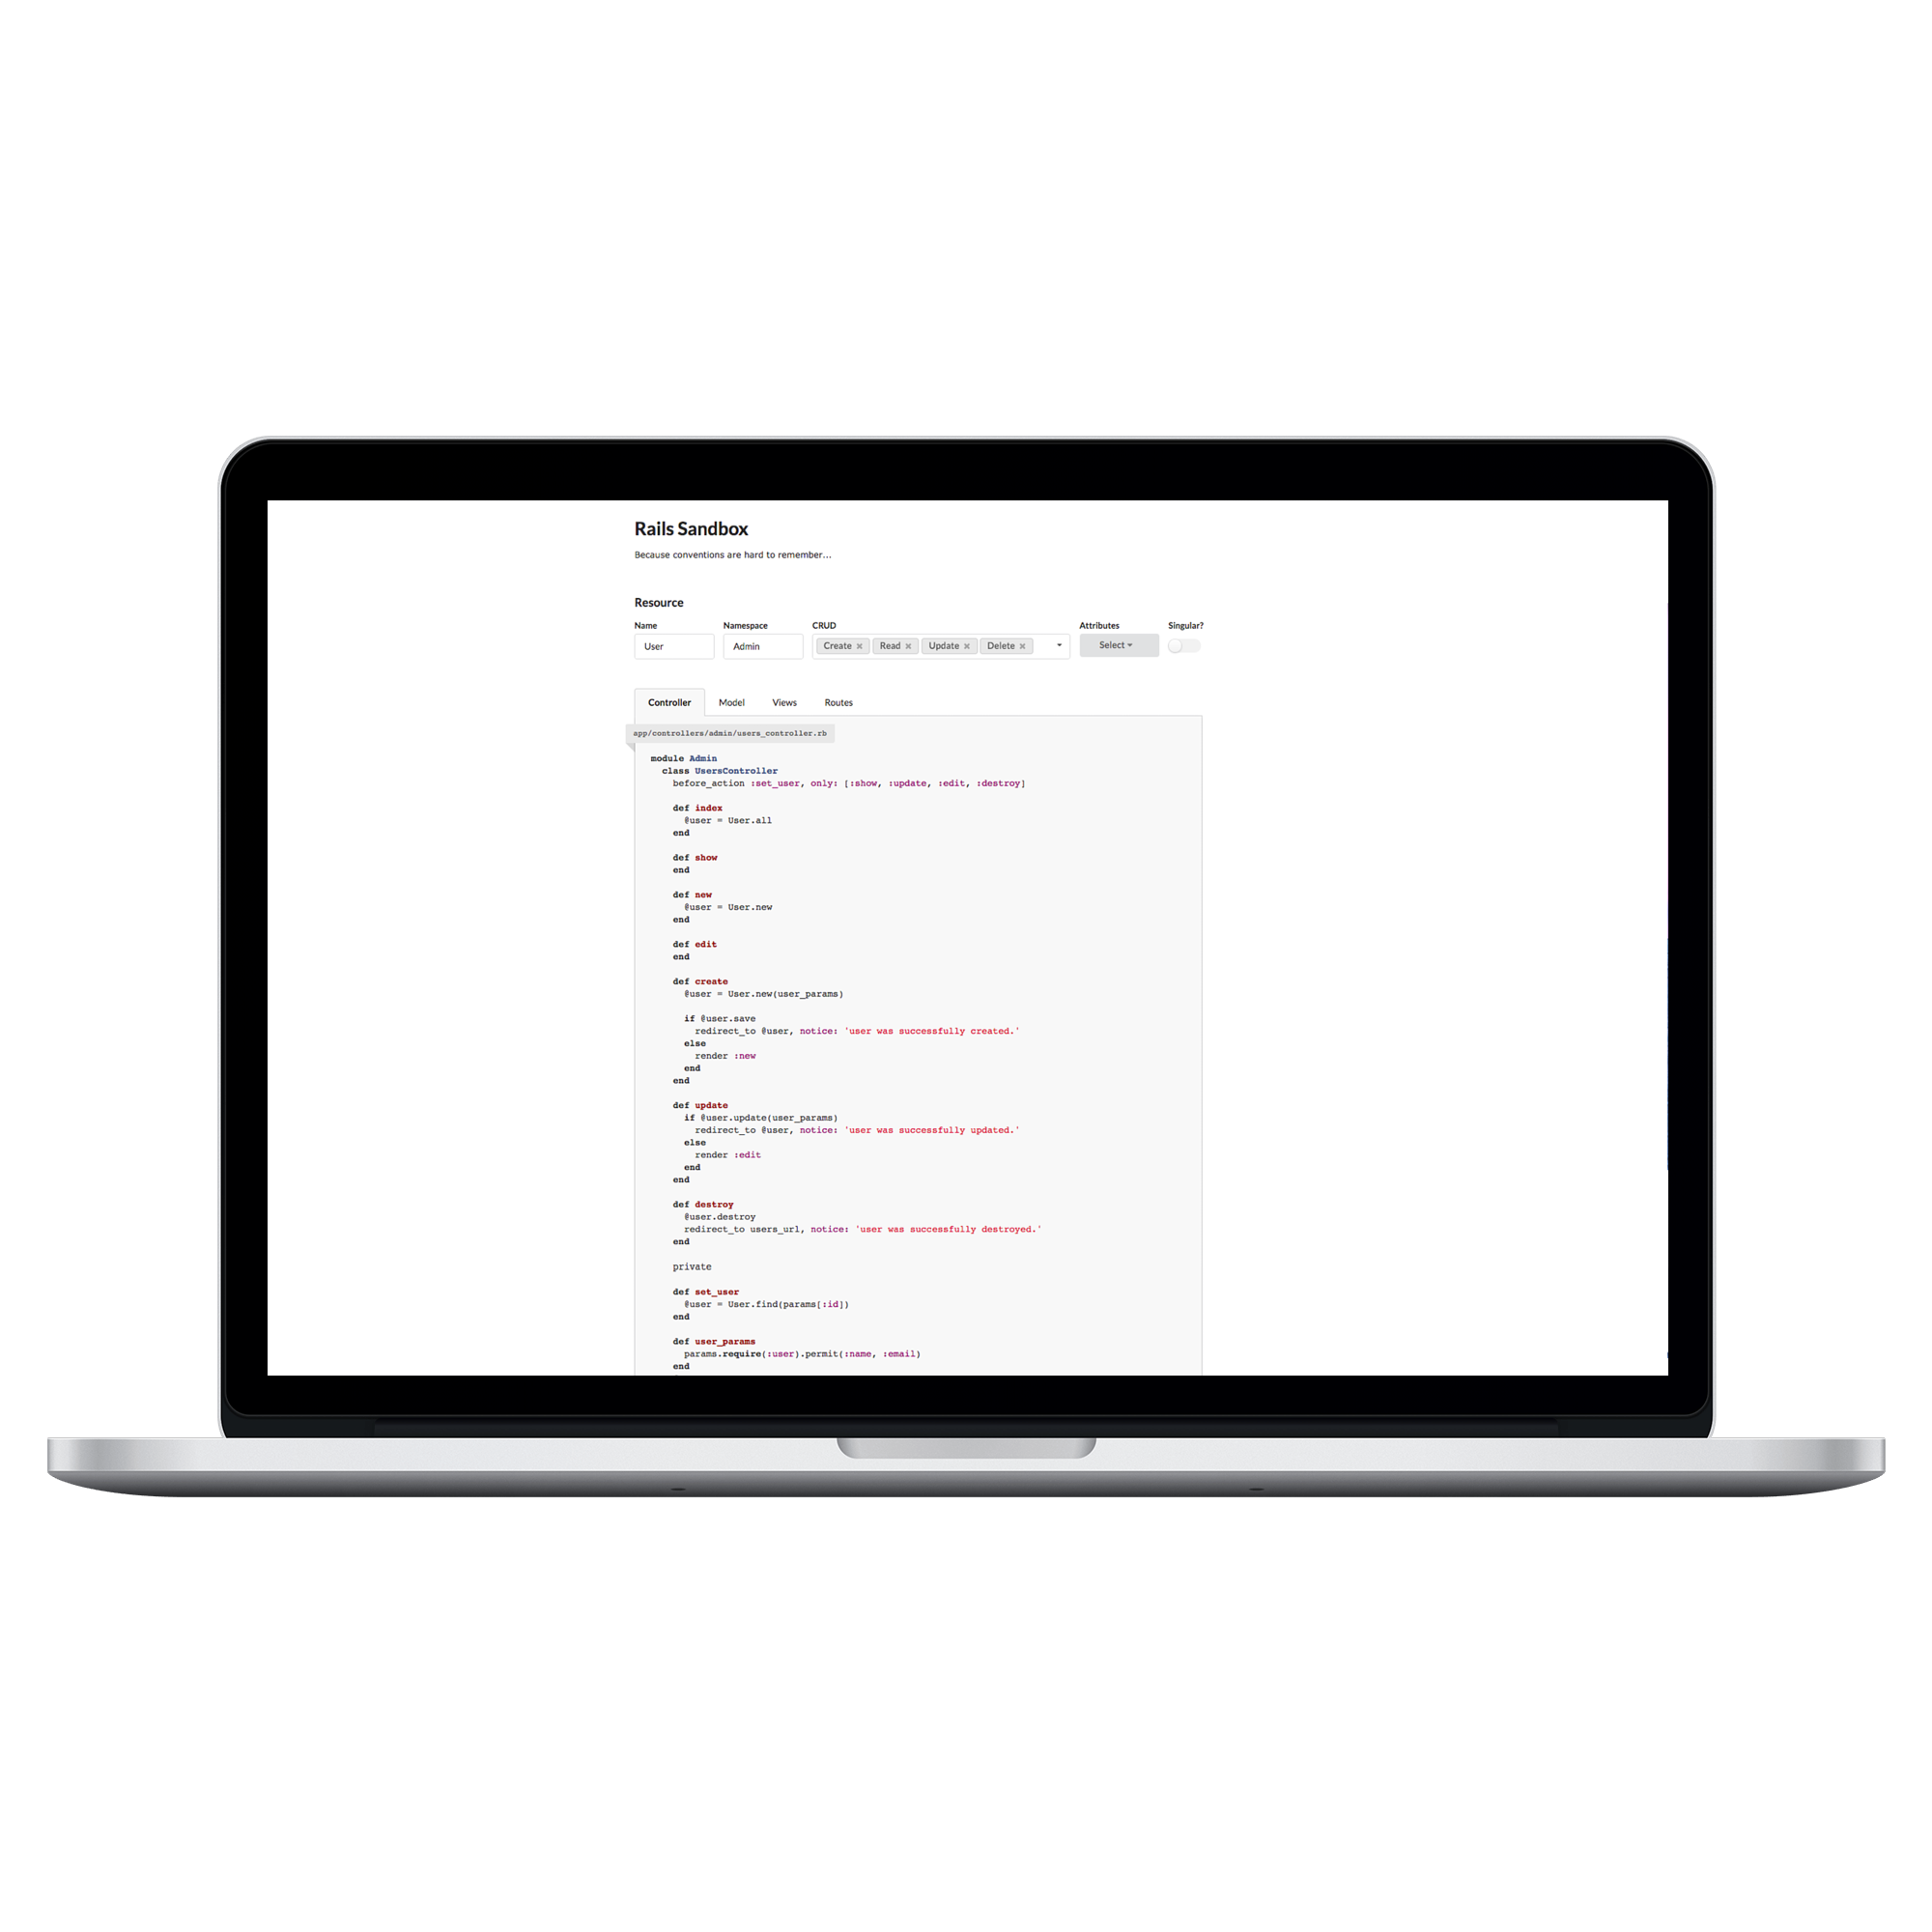 Rails Sandbox
Because conventions are hard to remember...
Resource
Name Namespace CRUD Attributes Singular?
User Admin Create × Read × Update × Delete × Select
Controller Model Views Routes
app/controllers/admin/users_controller.rb
module Admin
class UsersController
before_action :set_user, only: [:show, :update, :edit, :destroy]
def index
@user = User.all
end
def show
end
def new
@user = User.new
end
def edit
end
def create
@user = User.new(user_params)
if @user.save
redirect_to @user, notice: 'user was successfully created.'
else
render :new
end
end
def update
if @user.update(user_params)
redirect_to @user, notice: 'user was successfully updated.'
else
render :edit
end
end
def destroy
@user.destroy
redirect_to users_url, notice: 'user was successfully destroyed.'
end
private
def set_user
@user = User.find(params[:id])
end
def user_params
params.require(:user).permit(:name, :email)
end